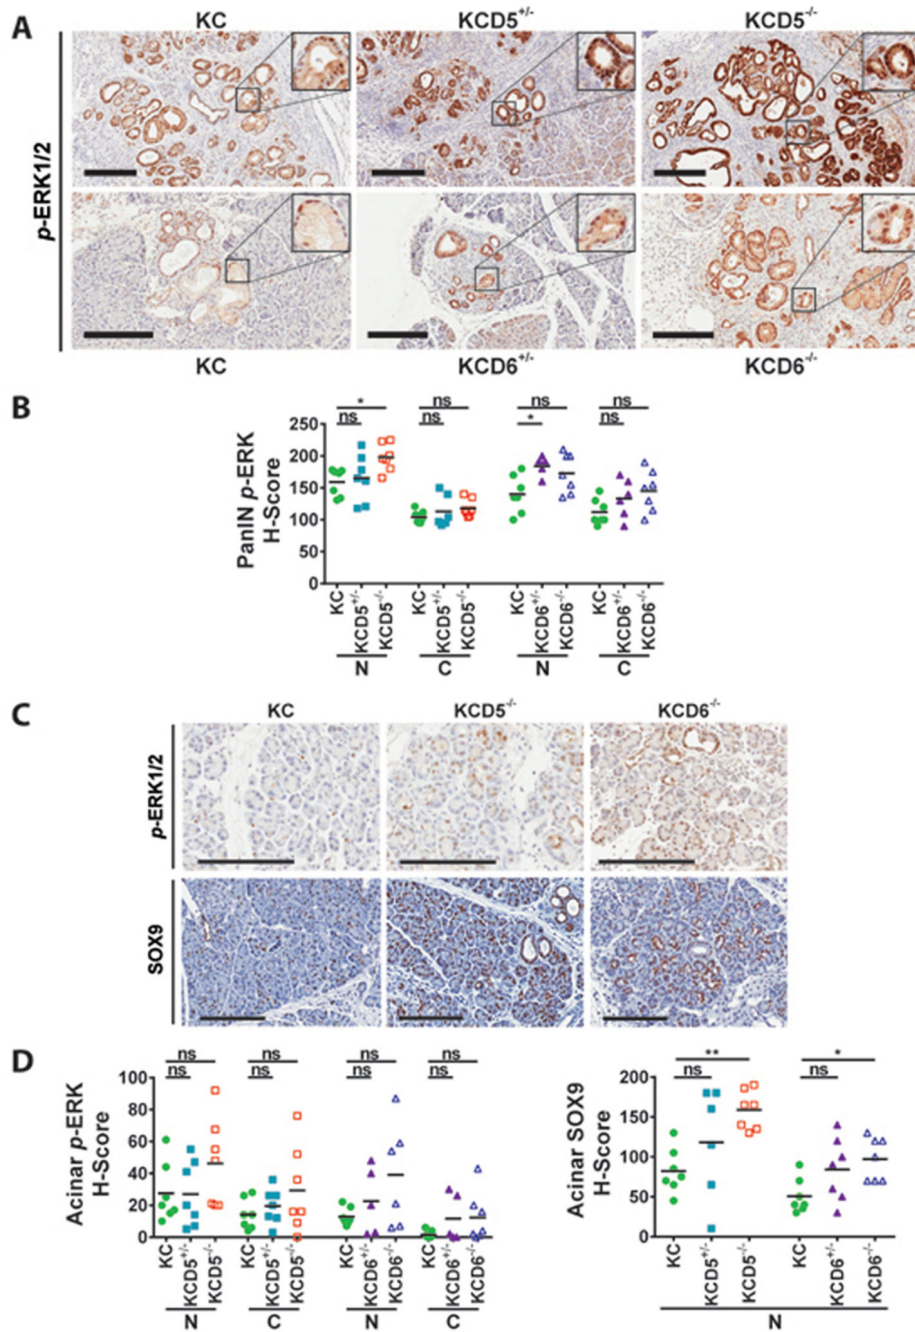 A
KC KCD5+/- KCD5-/-
p-ERK1/2
KC KCD6+/- KCD6-/-
B
PanIN p-ERK
H-Score
250
200
150
100
50
0
* ns ns ns ns * ns ns
ns
KC KCD5+/- KCD5-/- KC KCD5+/- KCD5-/- KC KCD6+/- KCD6-/- KC KCD6+/- KCD6-/-
N C N C
C
KC KCD5-/- KCD6-/-
p-ERK1/2
SOX9
D
Acinar p-ERK
H-Score
100
80
60
40
20
0
ns ns ns ns
ns ns ns ns
KC KCD5+/- KCD5-/- KC KCD5+/- KCD5-/- KC KCD6+/- KCD6-/- KC KCD6+/- KCD6-/-
N C N C
Acinar SOX9
H-Score
200
150
100
50
0
** *
ns ns
KC KCD5+/- KCD5-/- KC KCD6+/- KCD6-/-
N